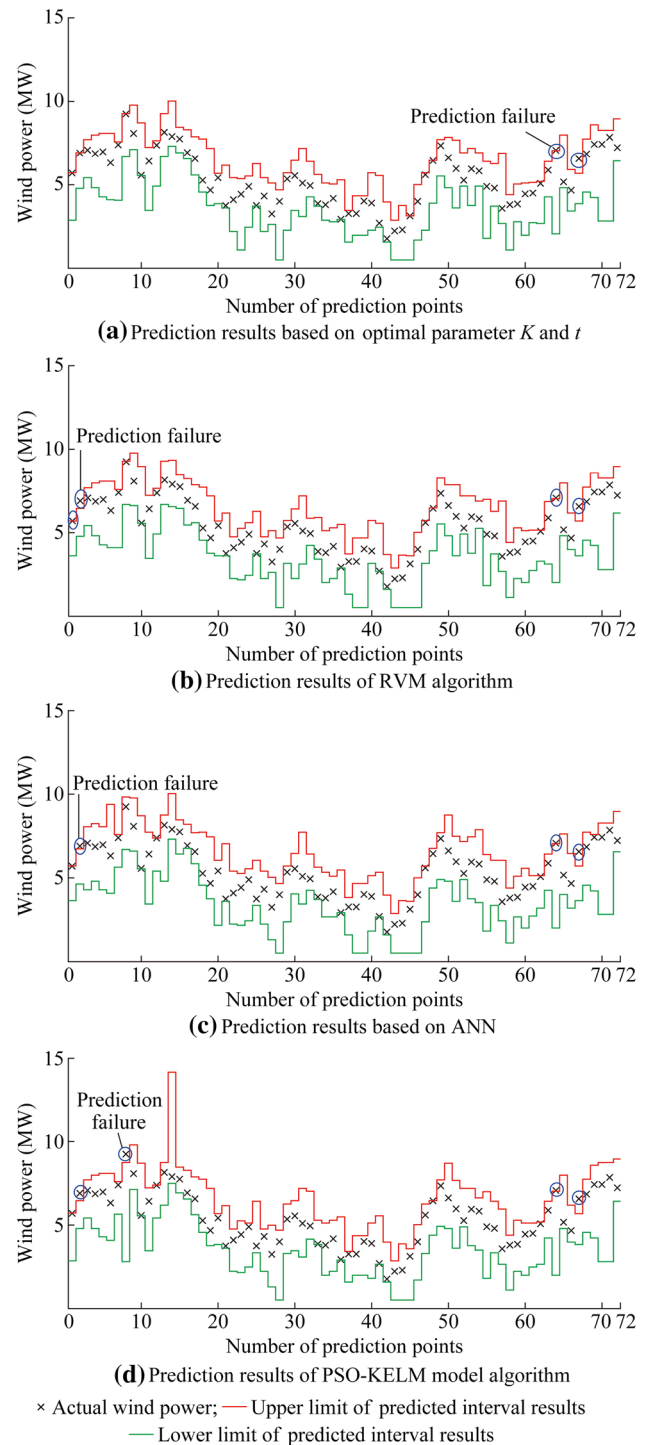 15
10
5
Wind power (MW)
Prediction failure
0 10 20 30 40 50 60 70 72
Number of prediction points
(a) Prediction results based on optimal parameter K and t
15
10
5
Wind power (MW)
Prediction failure
0 10 20 30 40 50 60 70 72
Number of prediction points
(b) Prediction results of RVM algorithm
15
10
5
Wind power (MW)
Prediction failure
0 10 20 30 40 50 60 70 72
Number of prediction points
(c) Prediction results based on ANN
15
10
5
Wind power (MW)
Prediction
failure
0 10 20 30 40 50 60 70 72
Number of prediction points
(d) Prediction results of PSO-KELM model algorithm
× Actual wind power; — Upper limit of predicted interval results
— Lower limit of predicted interval results